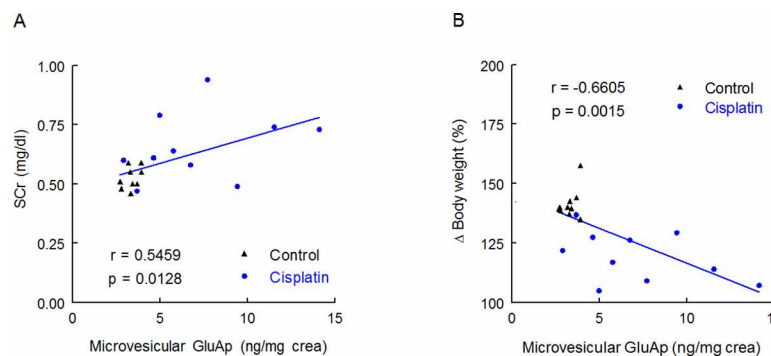 A
1.00
0.75
0.50
0.25
0.00
SCr (mg/dl)
r = 0.5459
p = 0.0128
Control
Cisplatin
0
5
10
15
Microvesicular GluAp (ng/mg crea)
B
200
175
150
125
100
Δ Body weight (%)
r = -0.6605
p = 0.0015
Control
Cisplatin
0
5
10
Microvesicular GluAp (ng/mg crea)